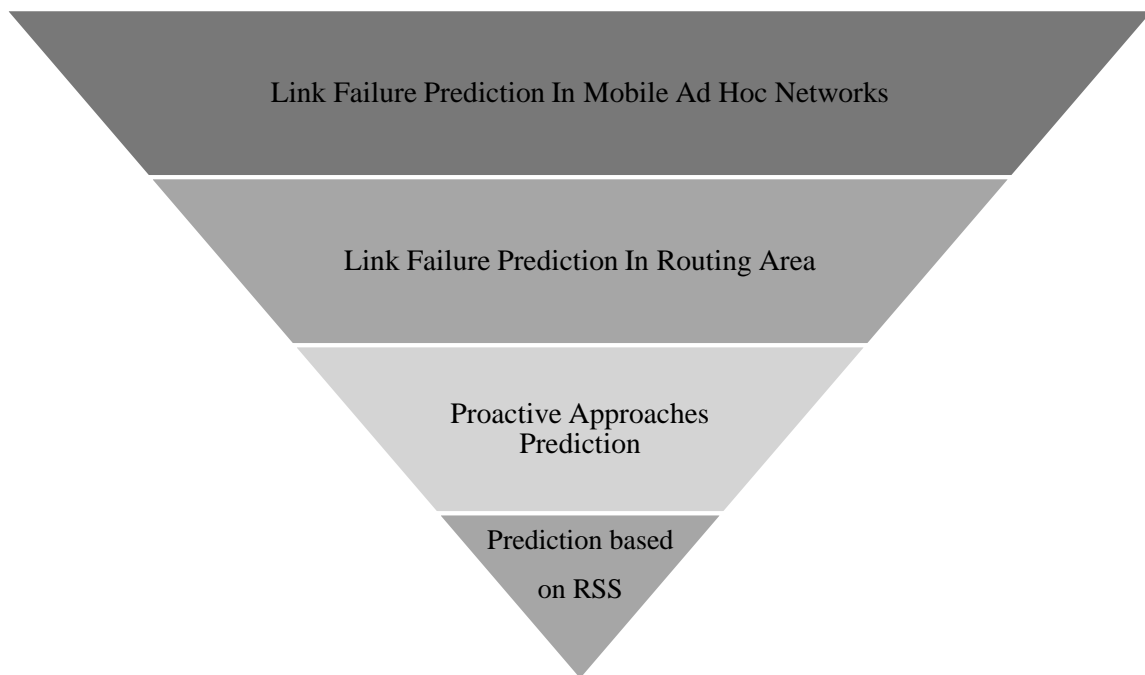 Link Failure Prediction In Mobile Ad Hoc Networks
Link Failure Prediction In Routing Area
Proactive Approaches
Prediction
Prediction based
on RSS